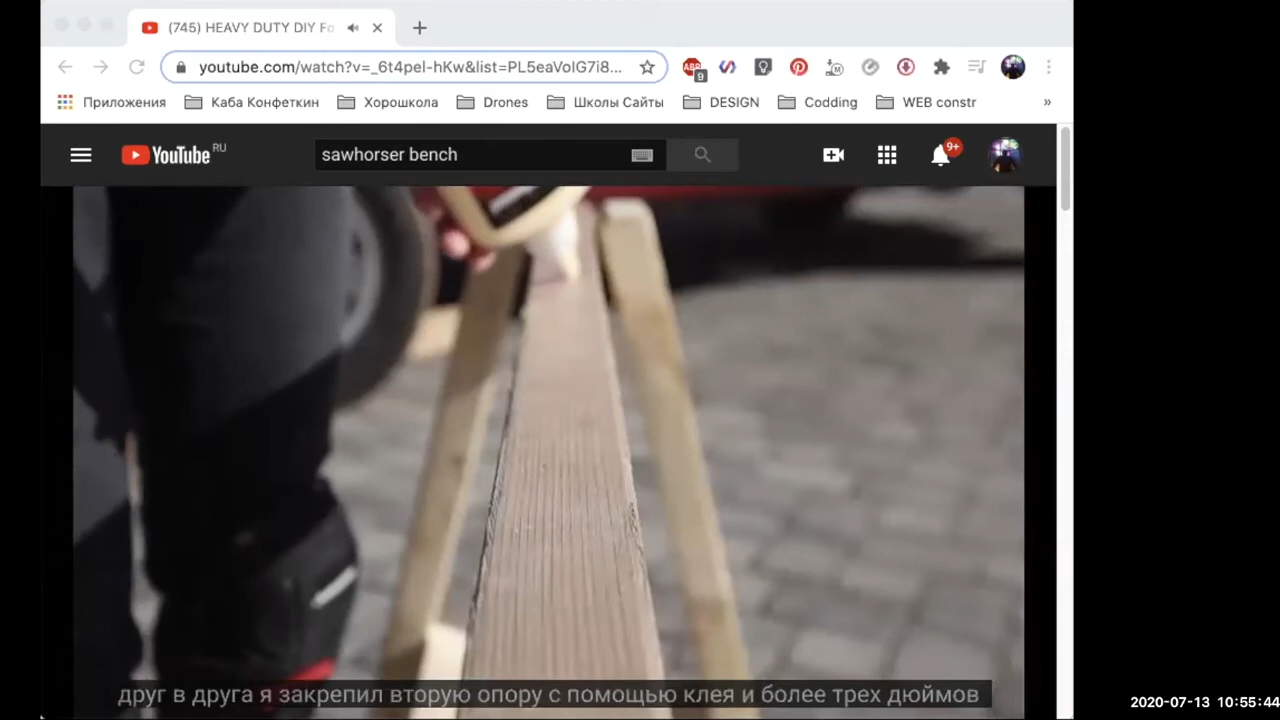 (745) HEAVY DUTY DIY Fo
youtube.com/watch?v=_6t4pel-hKw&list=PL5eaVolG7i8...
ABP
9
M
Приложения
Каба Конфеткин
Хорошкола
Drones
Школы Сайты
DESIGN
Codding
WEB constr
»
YouTube RU
sawhorser bench
9+
друг в друга я закрепил вторую опору с помощью клея и более трех дюймов
2020-07-13 10:55:44